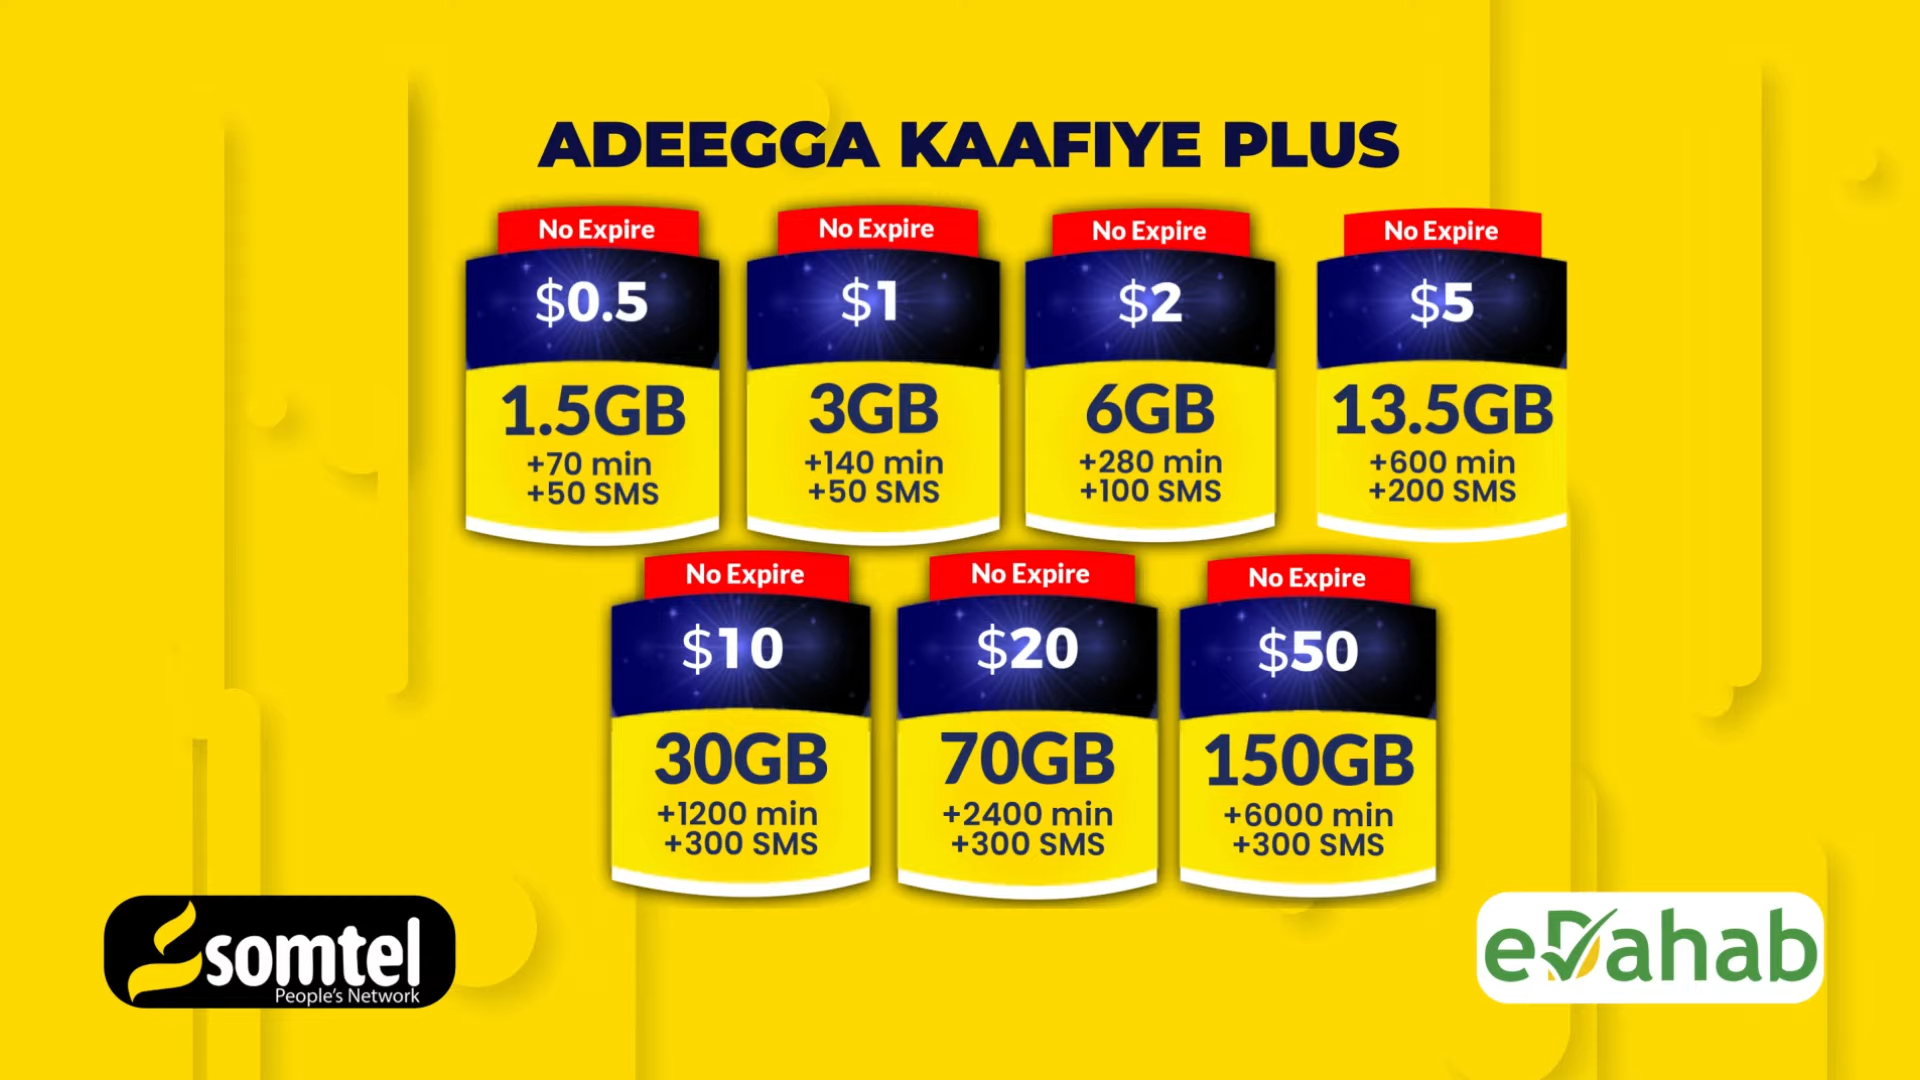 ADEEGGA KAAFIYE PLUS
No Expire
$0.5
1.5GB
+70 min
+50 SMS
No Expire
$1
3GB
+140 min
+50 SMS
No Expire
$2
6GB
+280 min
+100 SMS
No Expire
$5
13.5GB
+600 min
+200 SMS
No Expire
$10
30GB
+1200 min
+300 SMS
No Expire
$20
70GB
+2400 min
+300 SMS
No Expire
$50
150GB
+6000 min
+300 SMS
somtel
People's Network
eDahab